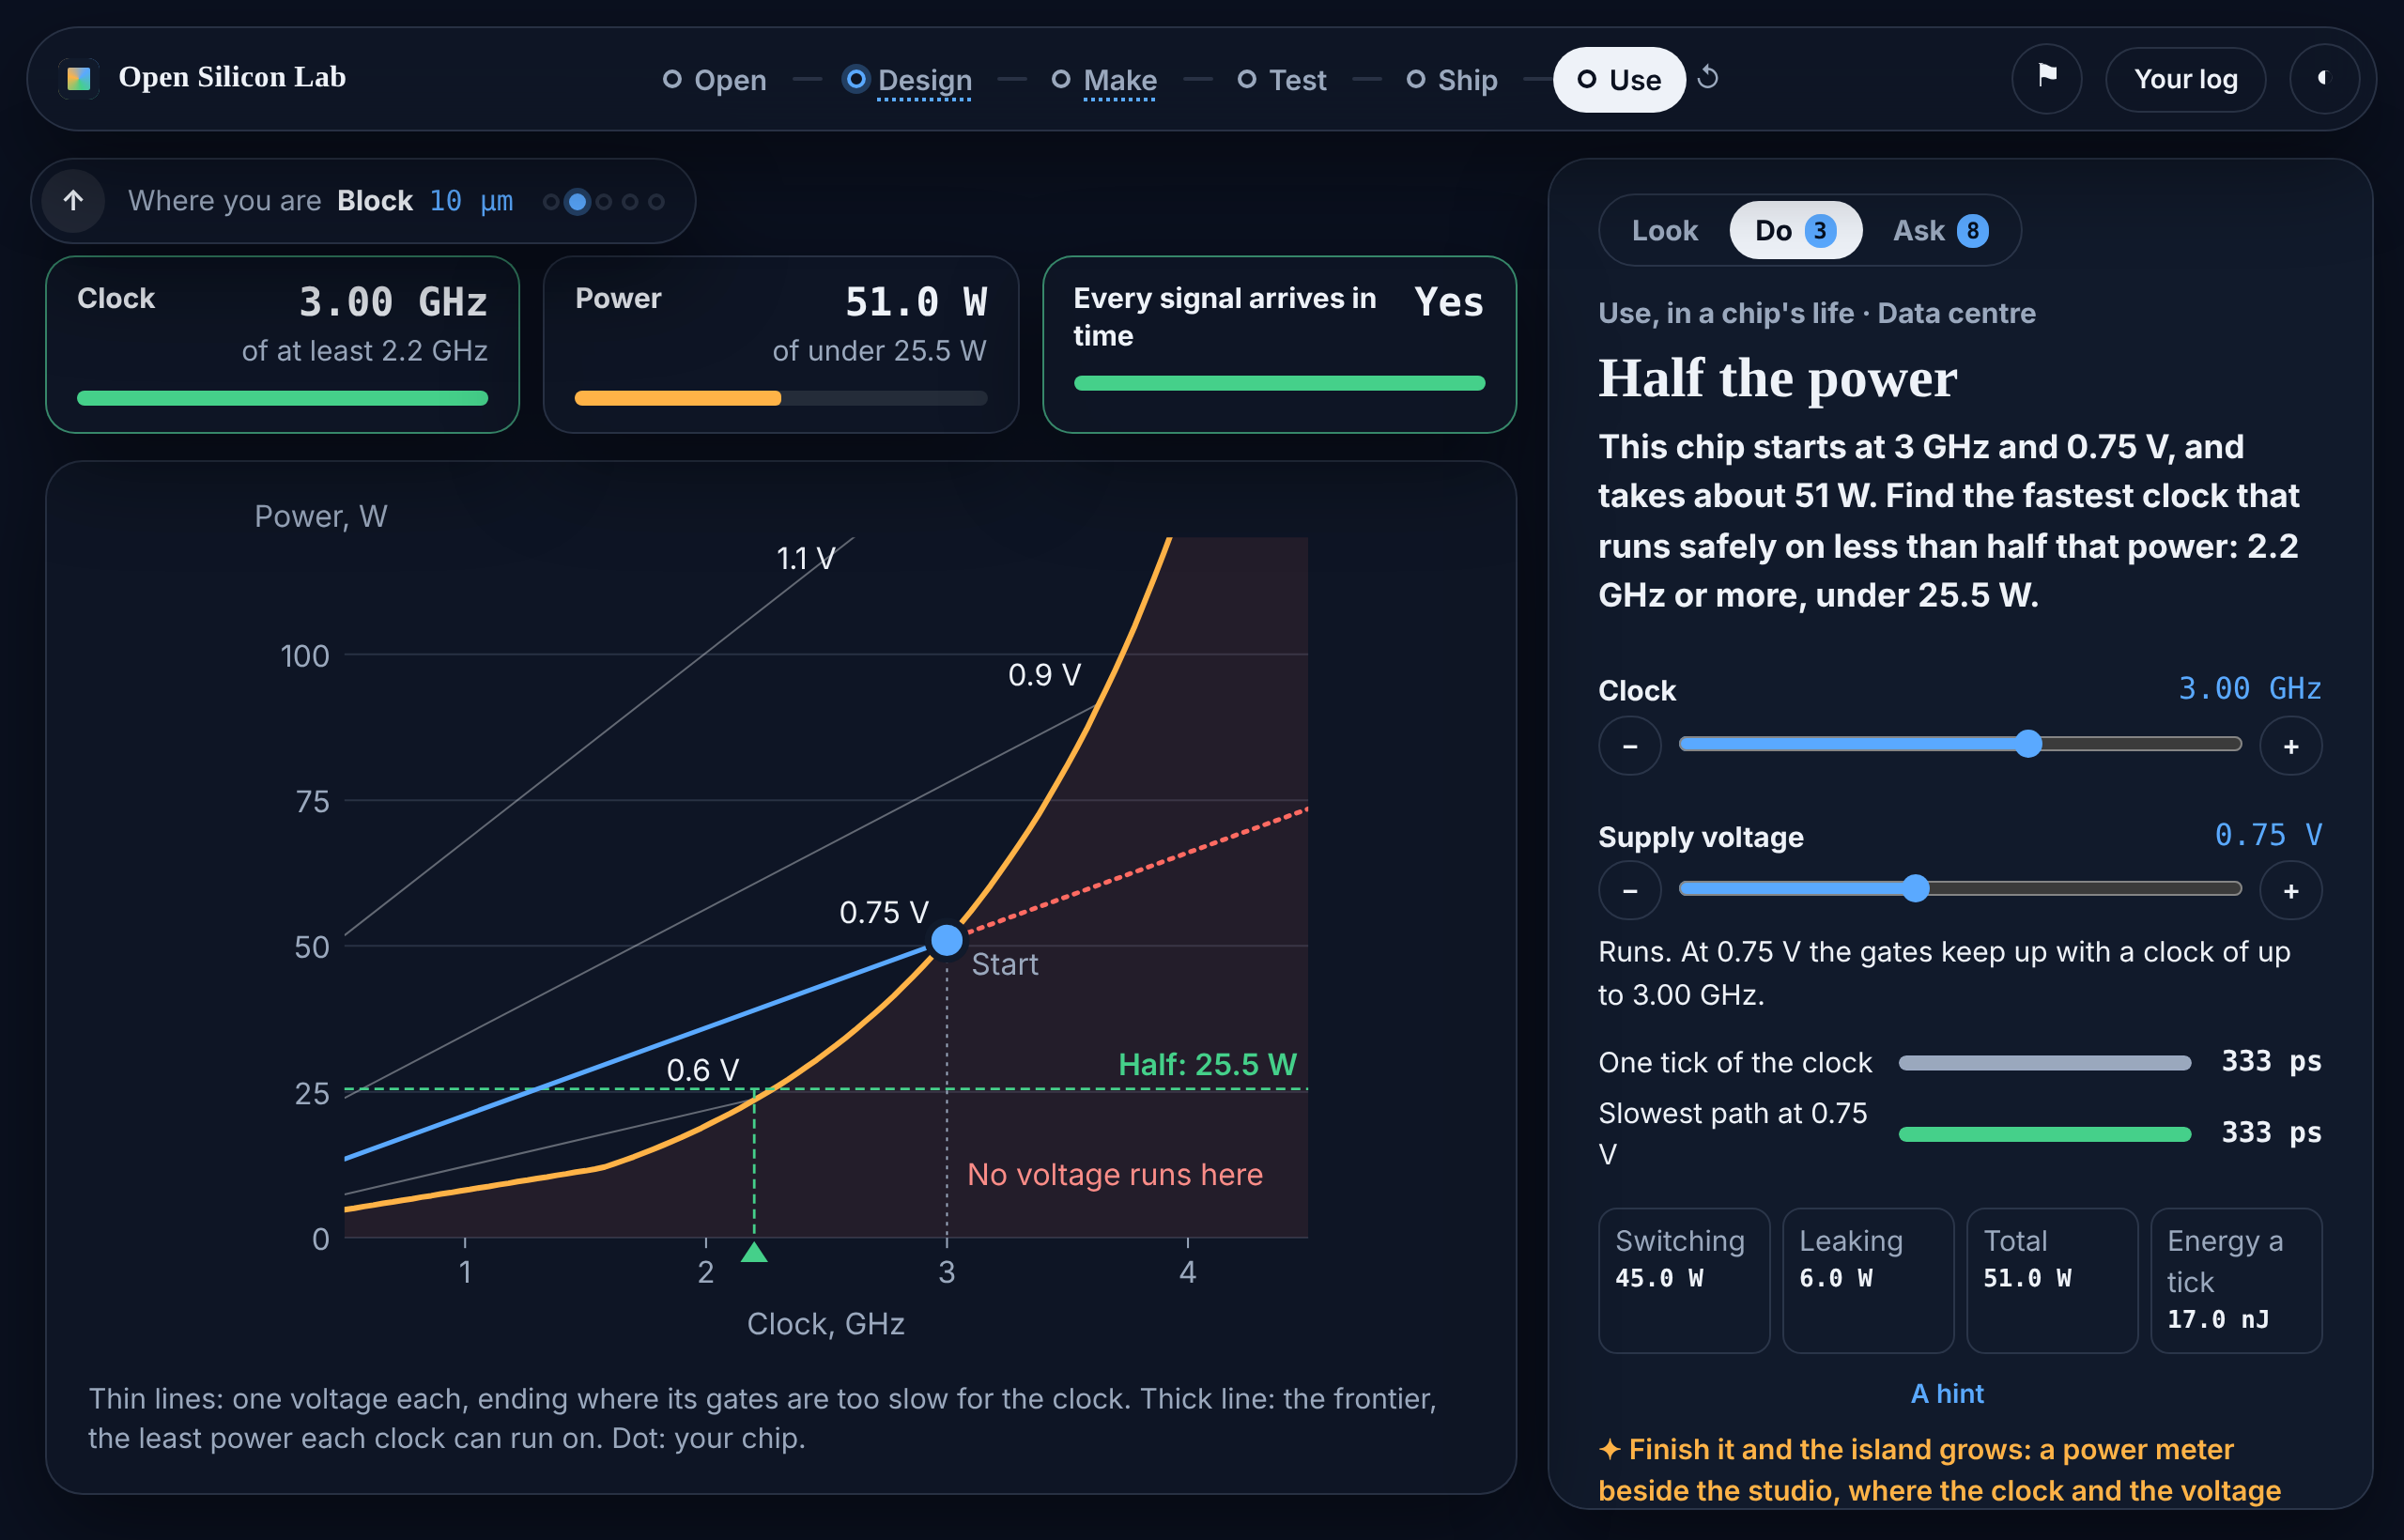 Open Silicon Lab
Open
Design
Make
Test
Ship
Use
Your log
Where you are Block 10 µm
Clock
3.00 GHz
of at least 2.2 GHz
Power
51.0 W
of under 25.5 W
Every signal arrives in
time
Yes
Power, W
1.1 V
100
0.9 V
75
0.75 V
50
Start
0.6 V
Half: 25.5 W
25
No voltage runs here
0
1
2
3
4
Clock, GHz
Thin lines: one voltage each, ending where its gates are too slow for the clock. Thick line: the frontier,
the least power each clock can run on. Dot: your chip.
Look
Do 3
Ask 8
Use, in a chip's life · Data centre
Half the power
This chip starts at 3 GHz and 0.75 V, and
takes about 51 W. Find the fastest clock that
runs safely on less than half that power: 2.2
GHz or more, under 25.5 W.
Clock
3.00 GHz
−
+
Supply voltage
0.75 V
−
+
Runs. At 0.75 V the gates keep up with a clock of up
to 3.00 GHz.
One tick of the clock
333 ps
Slowest path at 0.75
V
333 ps
Switching
45.0 W
Leaking
6.0 W
Total
51.0 W
Energy a
tick
17.0 nJ
A hint
✦ Finish it and the island grows: a power meter
beside the studio, where the clock and the voltage